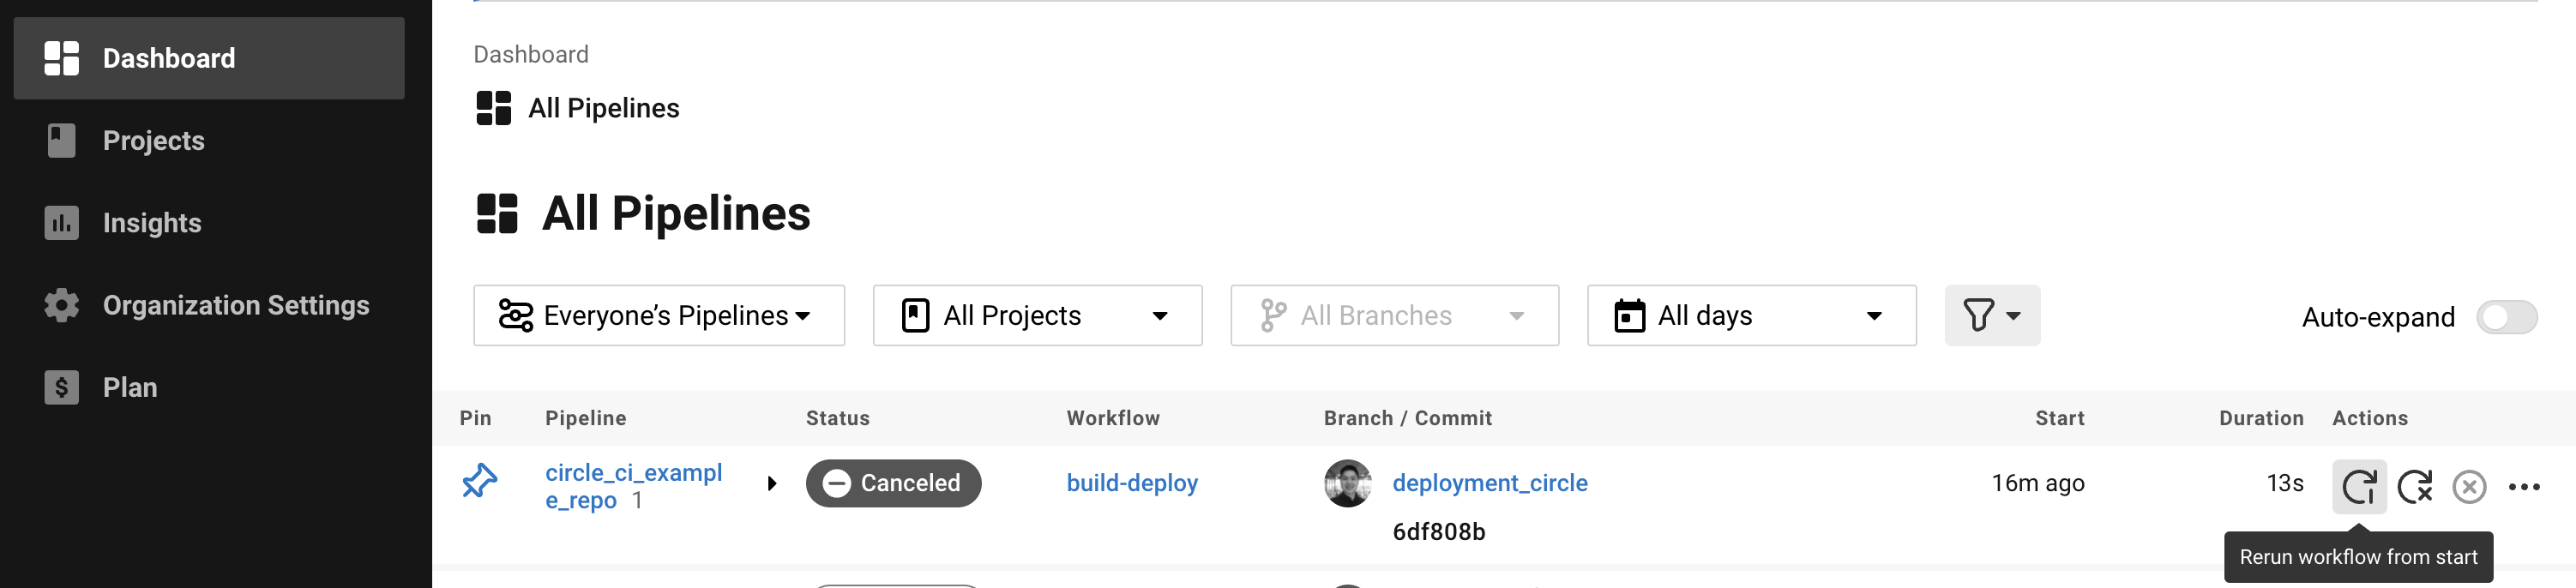 Dashboard
Projects
Insights
Organization Settings
Plan
Dashboard
All Pipelines
All Pipelines
Everyone’s Pipelines
All Projects
All Branches
All days
Auto-expand
Pin Pipeline Status Workflow Branch / Commit Start Duration Actions
circle_ci_exampl
e_repo 1
Canceled
build-deploy
deployment_circle
6df808b
16m ago
13s
Rerun workflow from start